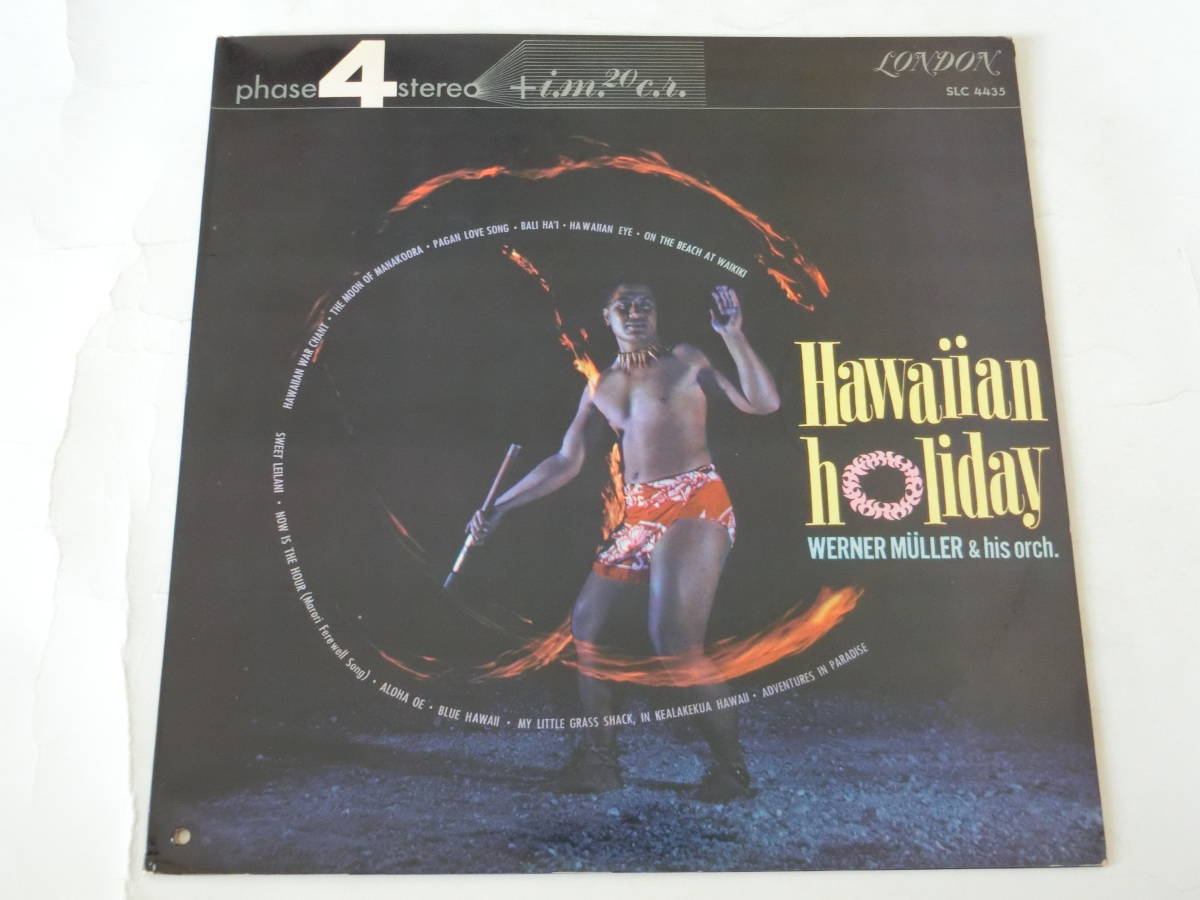 phase 4 stereo +i.m.20 c.r.
LONDON
SLC 4435
HAWAIIAN WAR CHANT • THE MOON OF MANAKOORA • PAGAN LOVE SONG • BALI HA'I • HAWAIIAN EYE • ON THE BEACH AT WAIKIKI
SWEET LEILANI • NOW IS THE HOUR (Marori Ferewell Song) • ALOHA OE • BLUE HAWAII • MY LITTLE GRASS SHACK, IN KEALAKEKUA HAWAII • ADVENTURES IN PARADISE
Hawaiian
holiday
WERNER MÜLLER & his orch.